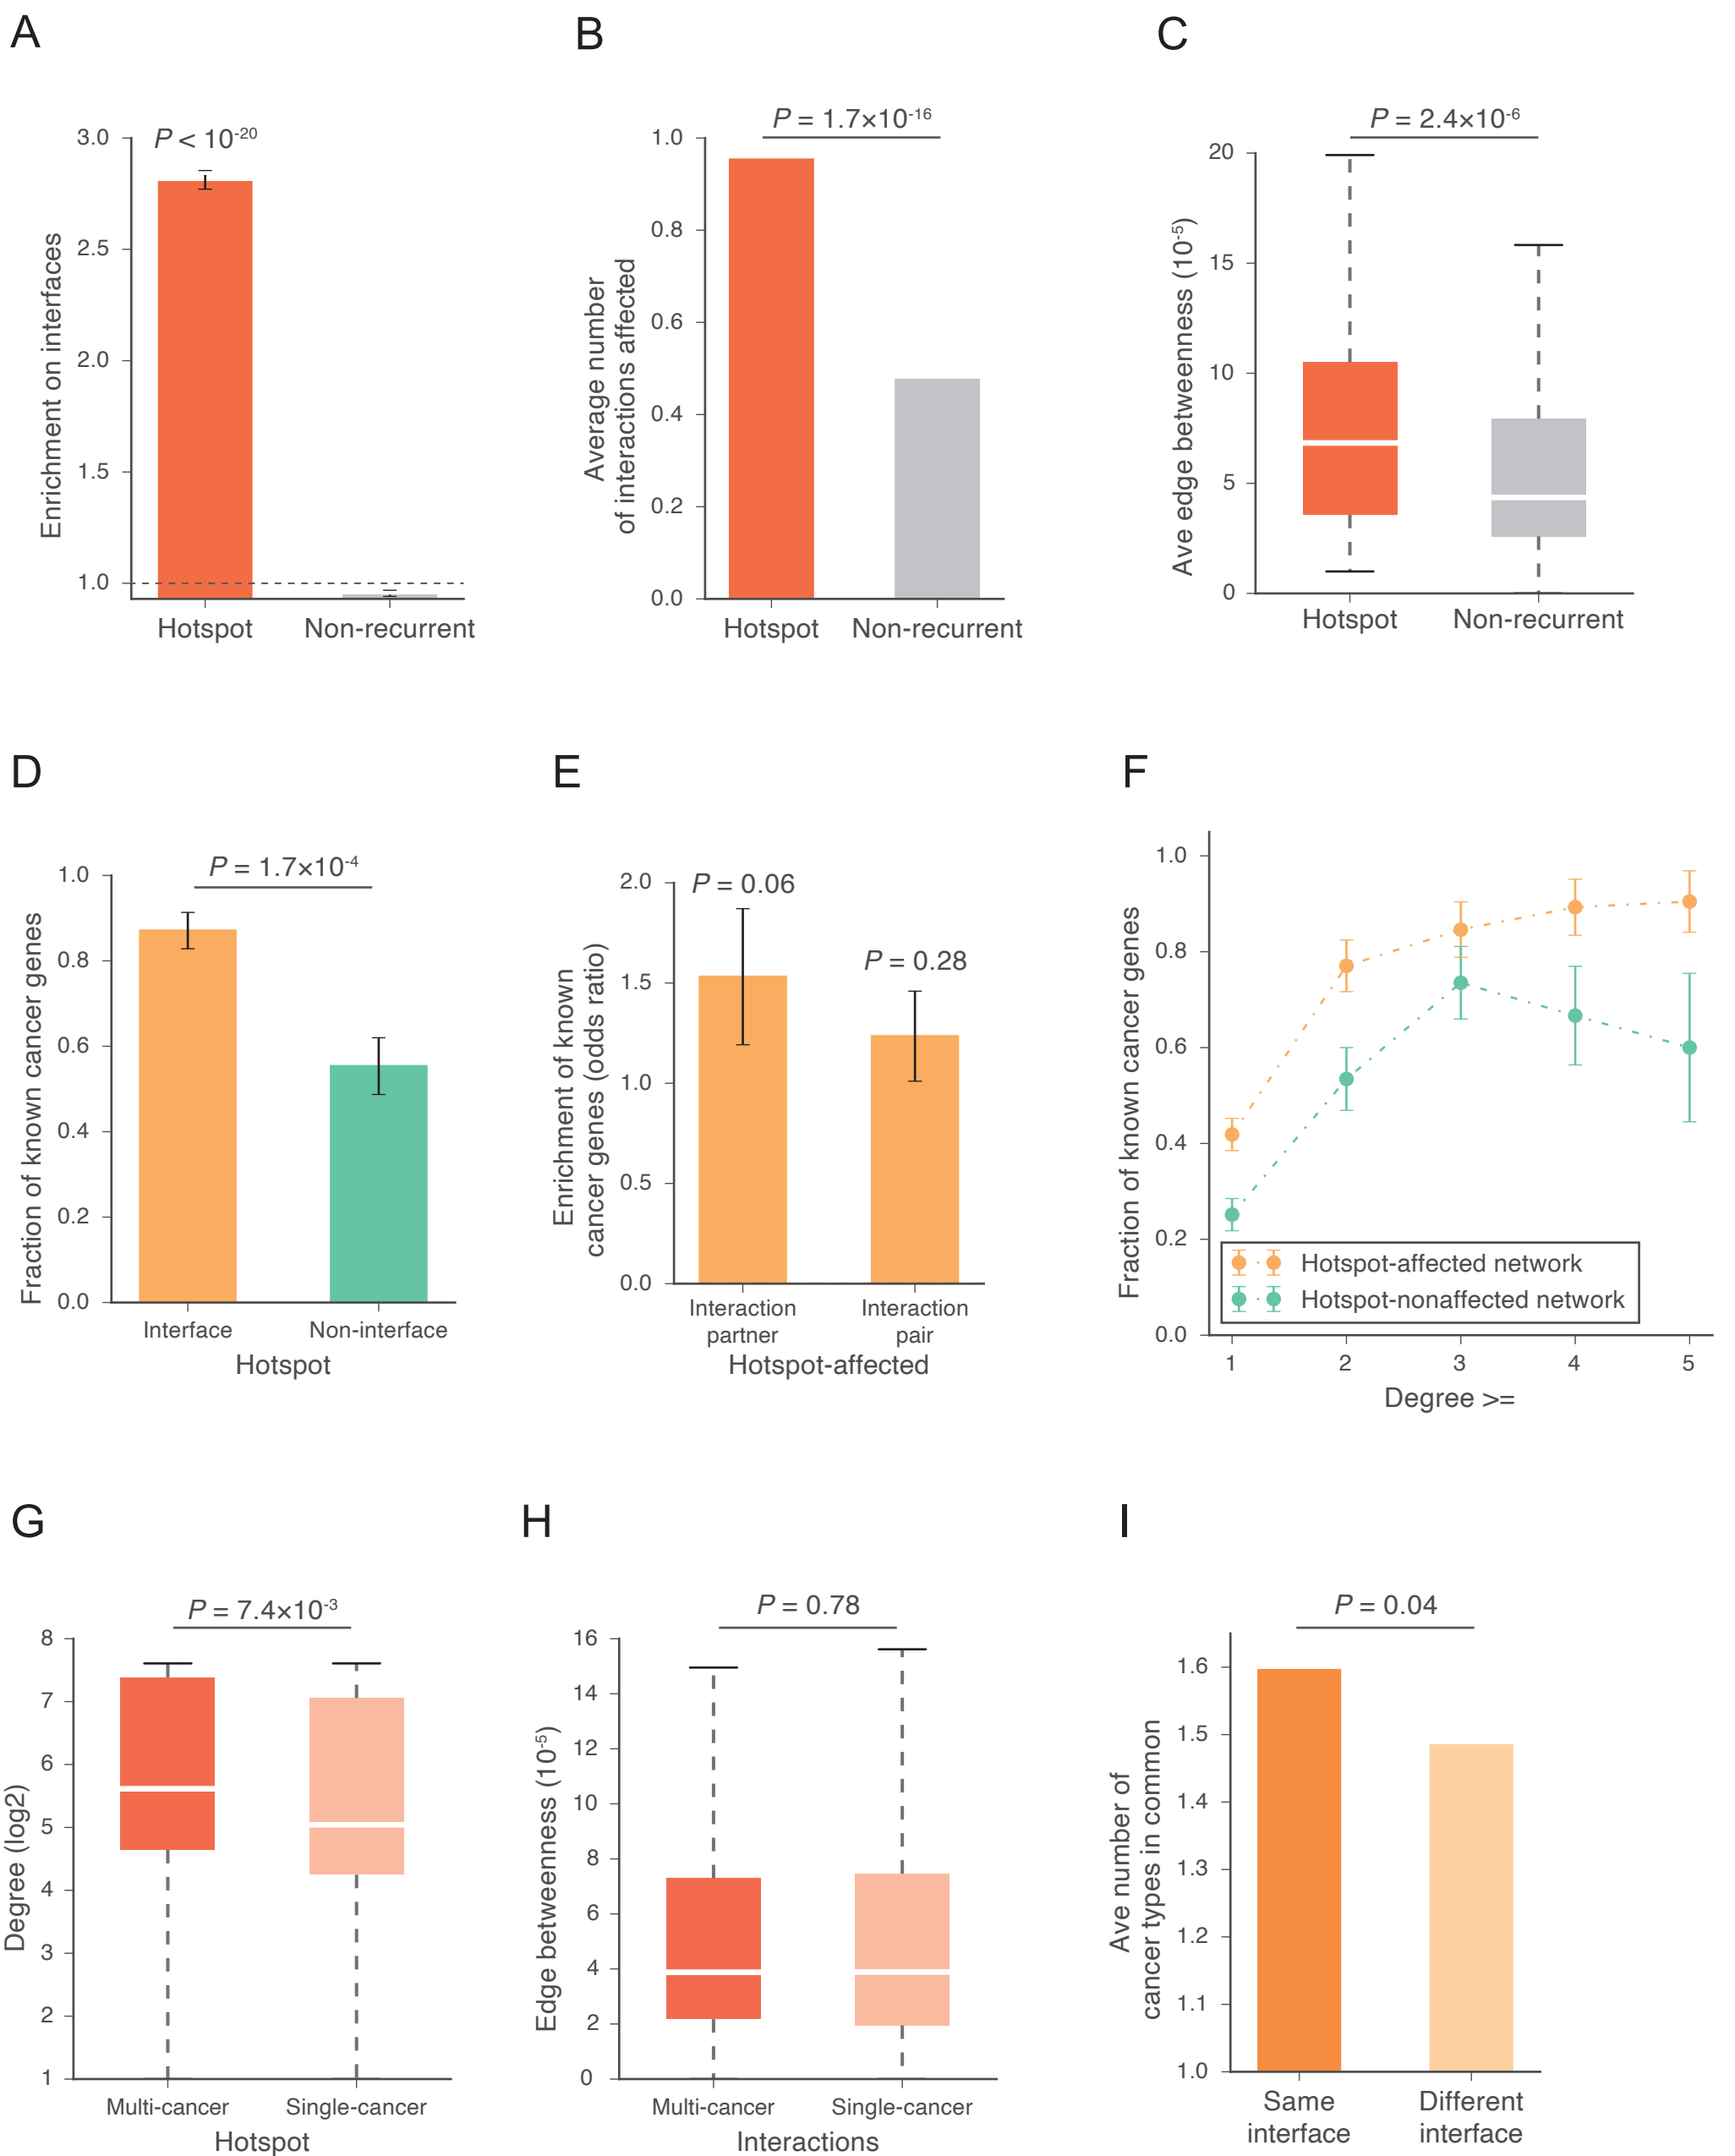 A
Enrichment on interfaces
3.0
2.5
2.0
1.5
1.0
P < 10-20
Hotspot
Non-recurrent
B
Average number
of interactions affected
1.0
0.8
0.6
0.4
0.2
0.0
P = 1.7×10-16
Hotspot
Non-recurrent
C
Ave edge betweenness (10-5)
20
15
10
5
0
P = 2.4×10-6
Hotspot
Non-recurrent
D
Fraction of known cancer genes
1.0
0.8
0.6
0.4
0.2
0.0
P = 1.7×10-4
Interface
Non-interface
Hotspot
E
Enrichment of known
cancer genes (odds ratio)
2.0
1.5
1.0
0.5
0.0
P = 0.06
P = 0.28
Interaction
partner
Interaction
pair
Hotspot-affected
F
Fraction of known cancer genes
1.0
0.8
0.6
0.4
0.2
0.0
Hotspot-affected network
Hotspot-nonaffected network
1 2 3 4 5
Degree >=
G
Degree (log2)
8
7
6
5
4
3
2
1
P = 7.4×10-3
Multi-cancer
Single-cancer
Hotspot
H
Edge betweenness (10-5)
16
14
12
10
8
6
4
2
0
P = 0.78
Multi-cancer
Single-cancer
Interactions
I
Ave number of
cancer types in common
1.6
1.5
1.4
1.3
1.2
1.1
1.0
P = 0.04
Same
interface
Different
interface